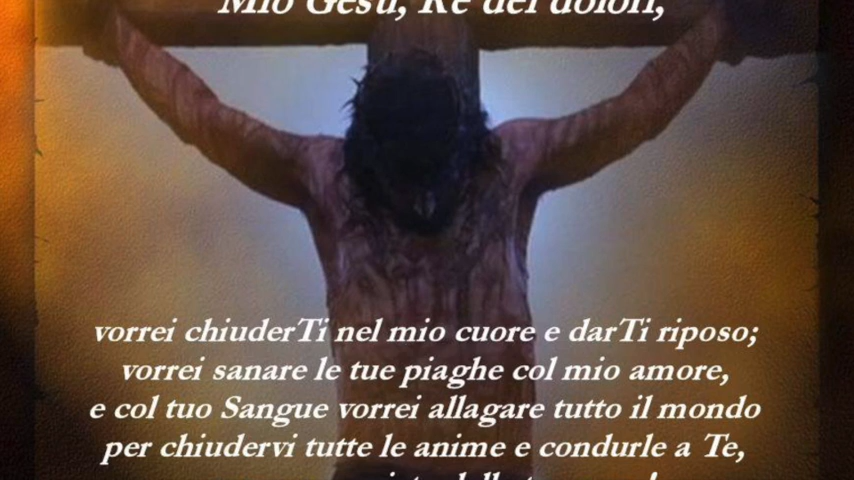 Mio Gesù, Re dei dolori,
vorrei chiuderTi nel mio cuore e darTi riposo;
vorrei sanare le tue piaghe col mio amore,
e col tuo Sangue vorrei allagare tutto il mondo
per chiudervi tutte le anime e condurle a Te,